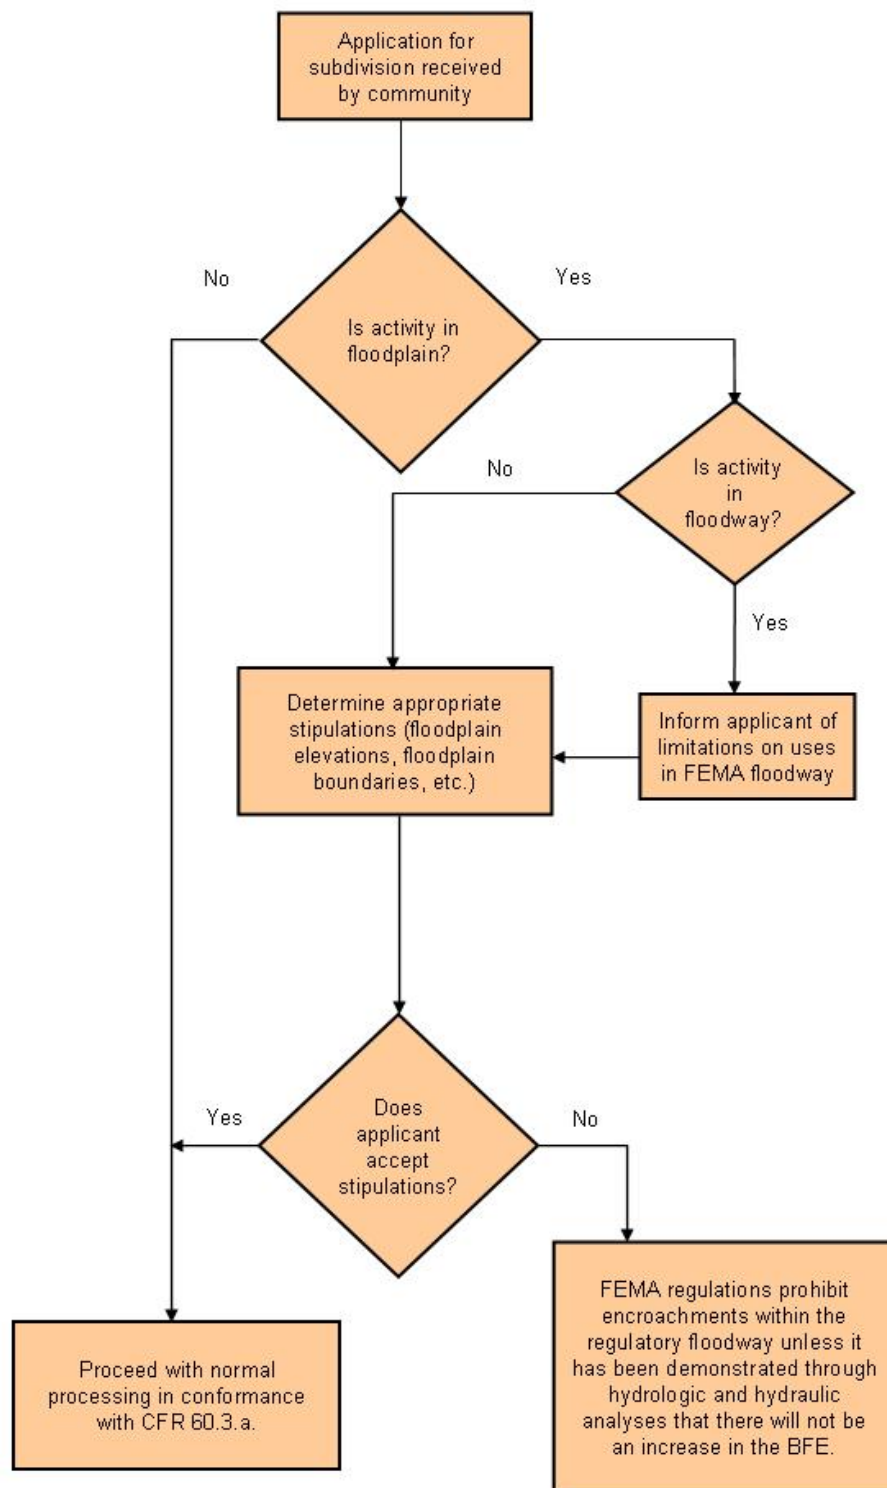 Application for
subdivision received
by community
No
Yes
Is activity in
floodplain?
No
Is activity
in
floodway?
Yes
Determine appropriate
stipulations (floodplain
elevations, floodplain
boundaries, etc.)
Inform applicant of
limitations on uses
in FEMA floodway
Yes
Does
applicant
accept
stipulations?
No
FEMA regulations prohibit
encroachments within the
regulatory floodway unless it
has been demonstrated through
hydrologic and hydraulic
analyses that there will not be
an increase in the BFE.
Proceed with normal
processing in conformance
with CFR 60.3.a.